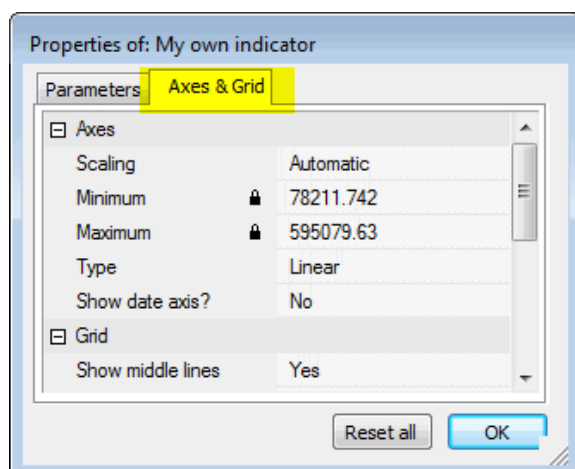 Properties of: My own indicator
Parameters Axes & Grid
Axes
Scaling Automatic
Minimum 78211.742
Maximum 595079.63
Type Linear
Show date axis? No
Grid
Show middle lines Yes
Reset all OK